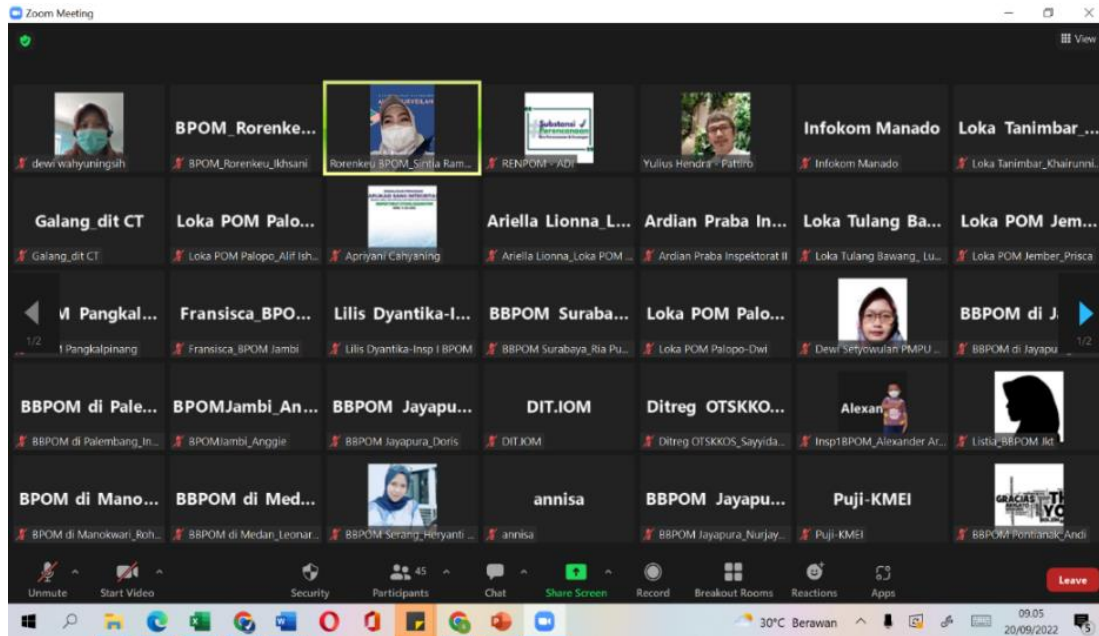 Zoom Meeting
View
BPOM_Rorenke...
Infokom Manado
Loka Tanimbar_...
dewi wahyuningsih
BPOM_Rorenkeu_Ikhsani
Rorenkeu BPOM_Sintia Ram...
RENPOM - ADI
Yulius Hendra - Pattiro
Infokom Manado
Loka Tanimbar_Khairunni...
Substansi
Perencanaan
Galang_dit CT
Loka POM Palo...
Ariella Lionna_L...
Ardian Praba In...
Loka Tulang Ba...
Loka POM Jem...
Galang_dit CT
Loka POM Palopo_Alif Ish...
Apriyani Cahyaning
Ariella Lionna_Loka POM ...
Ardian Praba Inspektorat II
Loka Tulang Bawang_ Lu...
Loka POM Jember_Prisca
M Pangkal...
Fransisca_BPO...
Lilis Dyantika-I...
BBPOM Suraba...
Loka POM Palo...
BBPOM di J
1/2
Pangkalpinang
Fransisca_BPOM Jambi
Lilis Dyantika-Insp I BPOM
BBPOM Surabaya_Ria Pu...
Loka POM Palopo-Dwi
Dewi Setyowulan PMPU ...
BBPOM di Jayapu
1/2
BBPOM di Pale...
BPOMJambi_An...
BBPOM Jayapu...
DIT.IOM
Ditreg OTSKKO...
Alexan
BBPOM di Palembang_In...
BPOMJambi_Anggie
BBPOM Jayapura_Doris
DIT.IOM
Ditreg OTSKKOS_Sayyida...
Insp1BPOM_Alexander Ar...
Listia_BBPOM Jkt
BPOM di Mano...
BBPOM di Med...
annisa
BBPOM Jayapu...
Puji-KMEI
GRACIAS
BPOM di Manokwari_Roh...
BBPOM di Medan_Leonar...
BBPOM Serang_Heryanti ...
annisa
BBPOM Jayapura_Nurjay...
Puji-KMEI
BBPOM Pontianak_Andi
Unmute
Start Video
Security
Participants
45
Chat
Share Screen
Record
Breakout Rooms
Reactions
Apps
Leave
30°C Berawan
09.05
20/09/2022
5